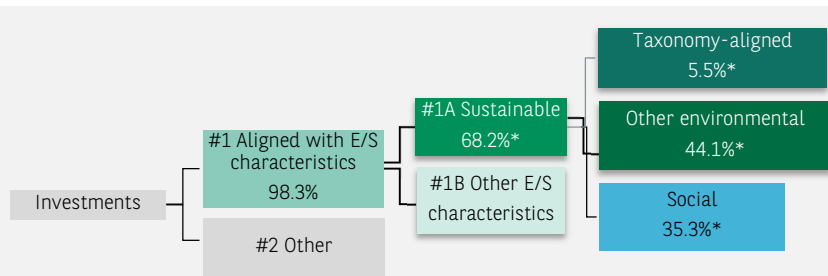 Investments
#1 Aligned with E/S
characteristics
98.3%
#2 Other
#1A Sustainable
68.2%*
#1B Other E/S
characteristics
Taxonomy-aligned
5.5%*
Other environmental
44.1%*
Social
35.3%*